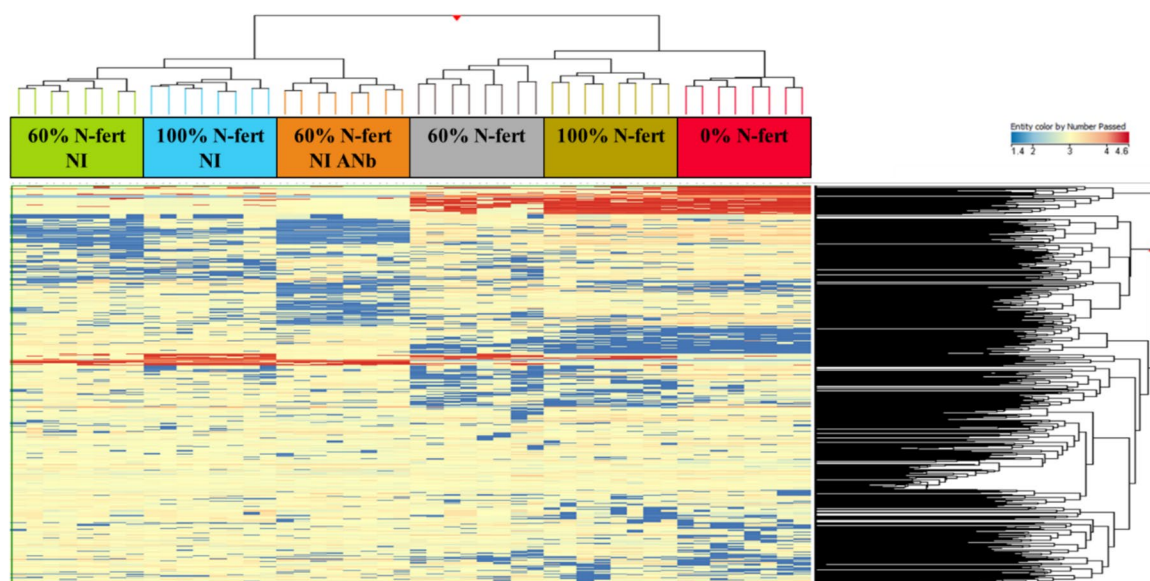 60% N-fert
NI
100% N-fert
NI
60% N-fert
NI ANb
60% N-fert
100% N-fert
0% N-fert
Entity color by Number Passed
1.4 2 3 4 4.6